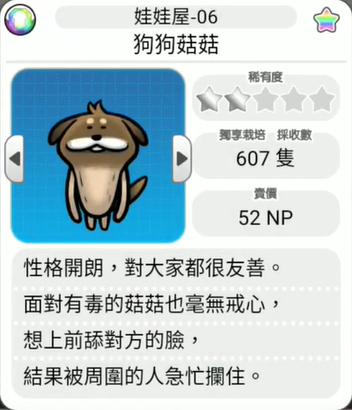 娃娃屋-06
狗狗菇菇
稀有度
獨享栽培 採收數
607 隻
賣價
52 NP
性格開朗，對大家都很友善。
面對有毒的菇菇也毫無戒心，
想上前舔對方的臉，
結果被周圍的人急忙攔住。